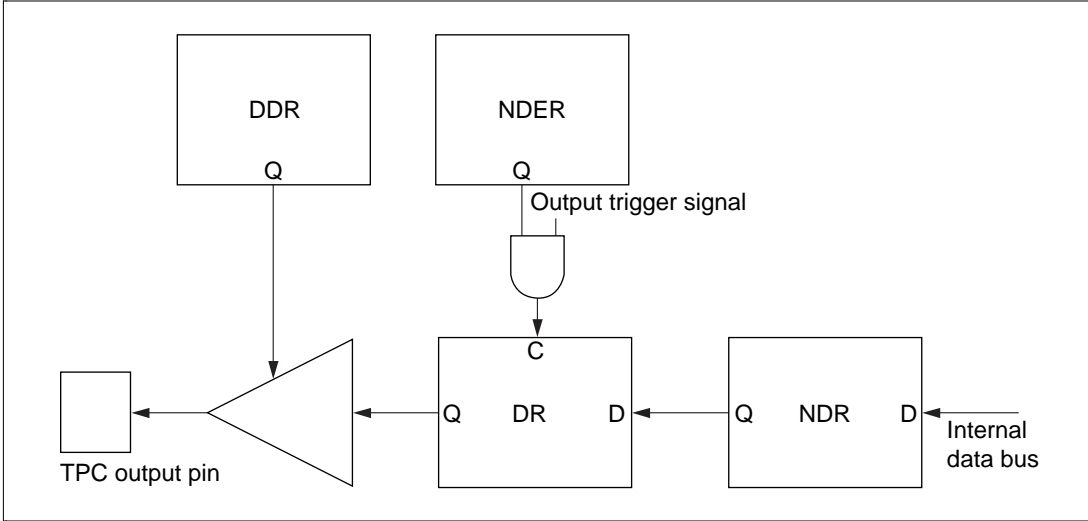 DDR
Q
NDER
Q
Output trigger signal
C
Q
DR
D
Q
NDR
D
Internal
data bus
TPC output pin